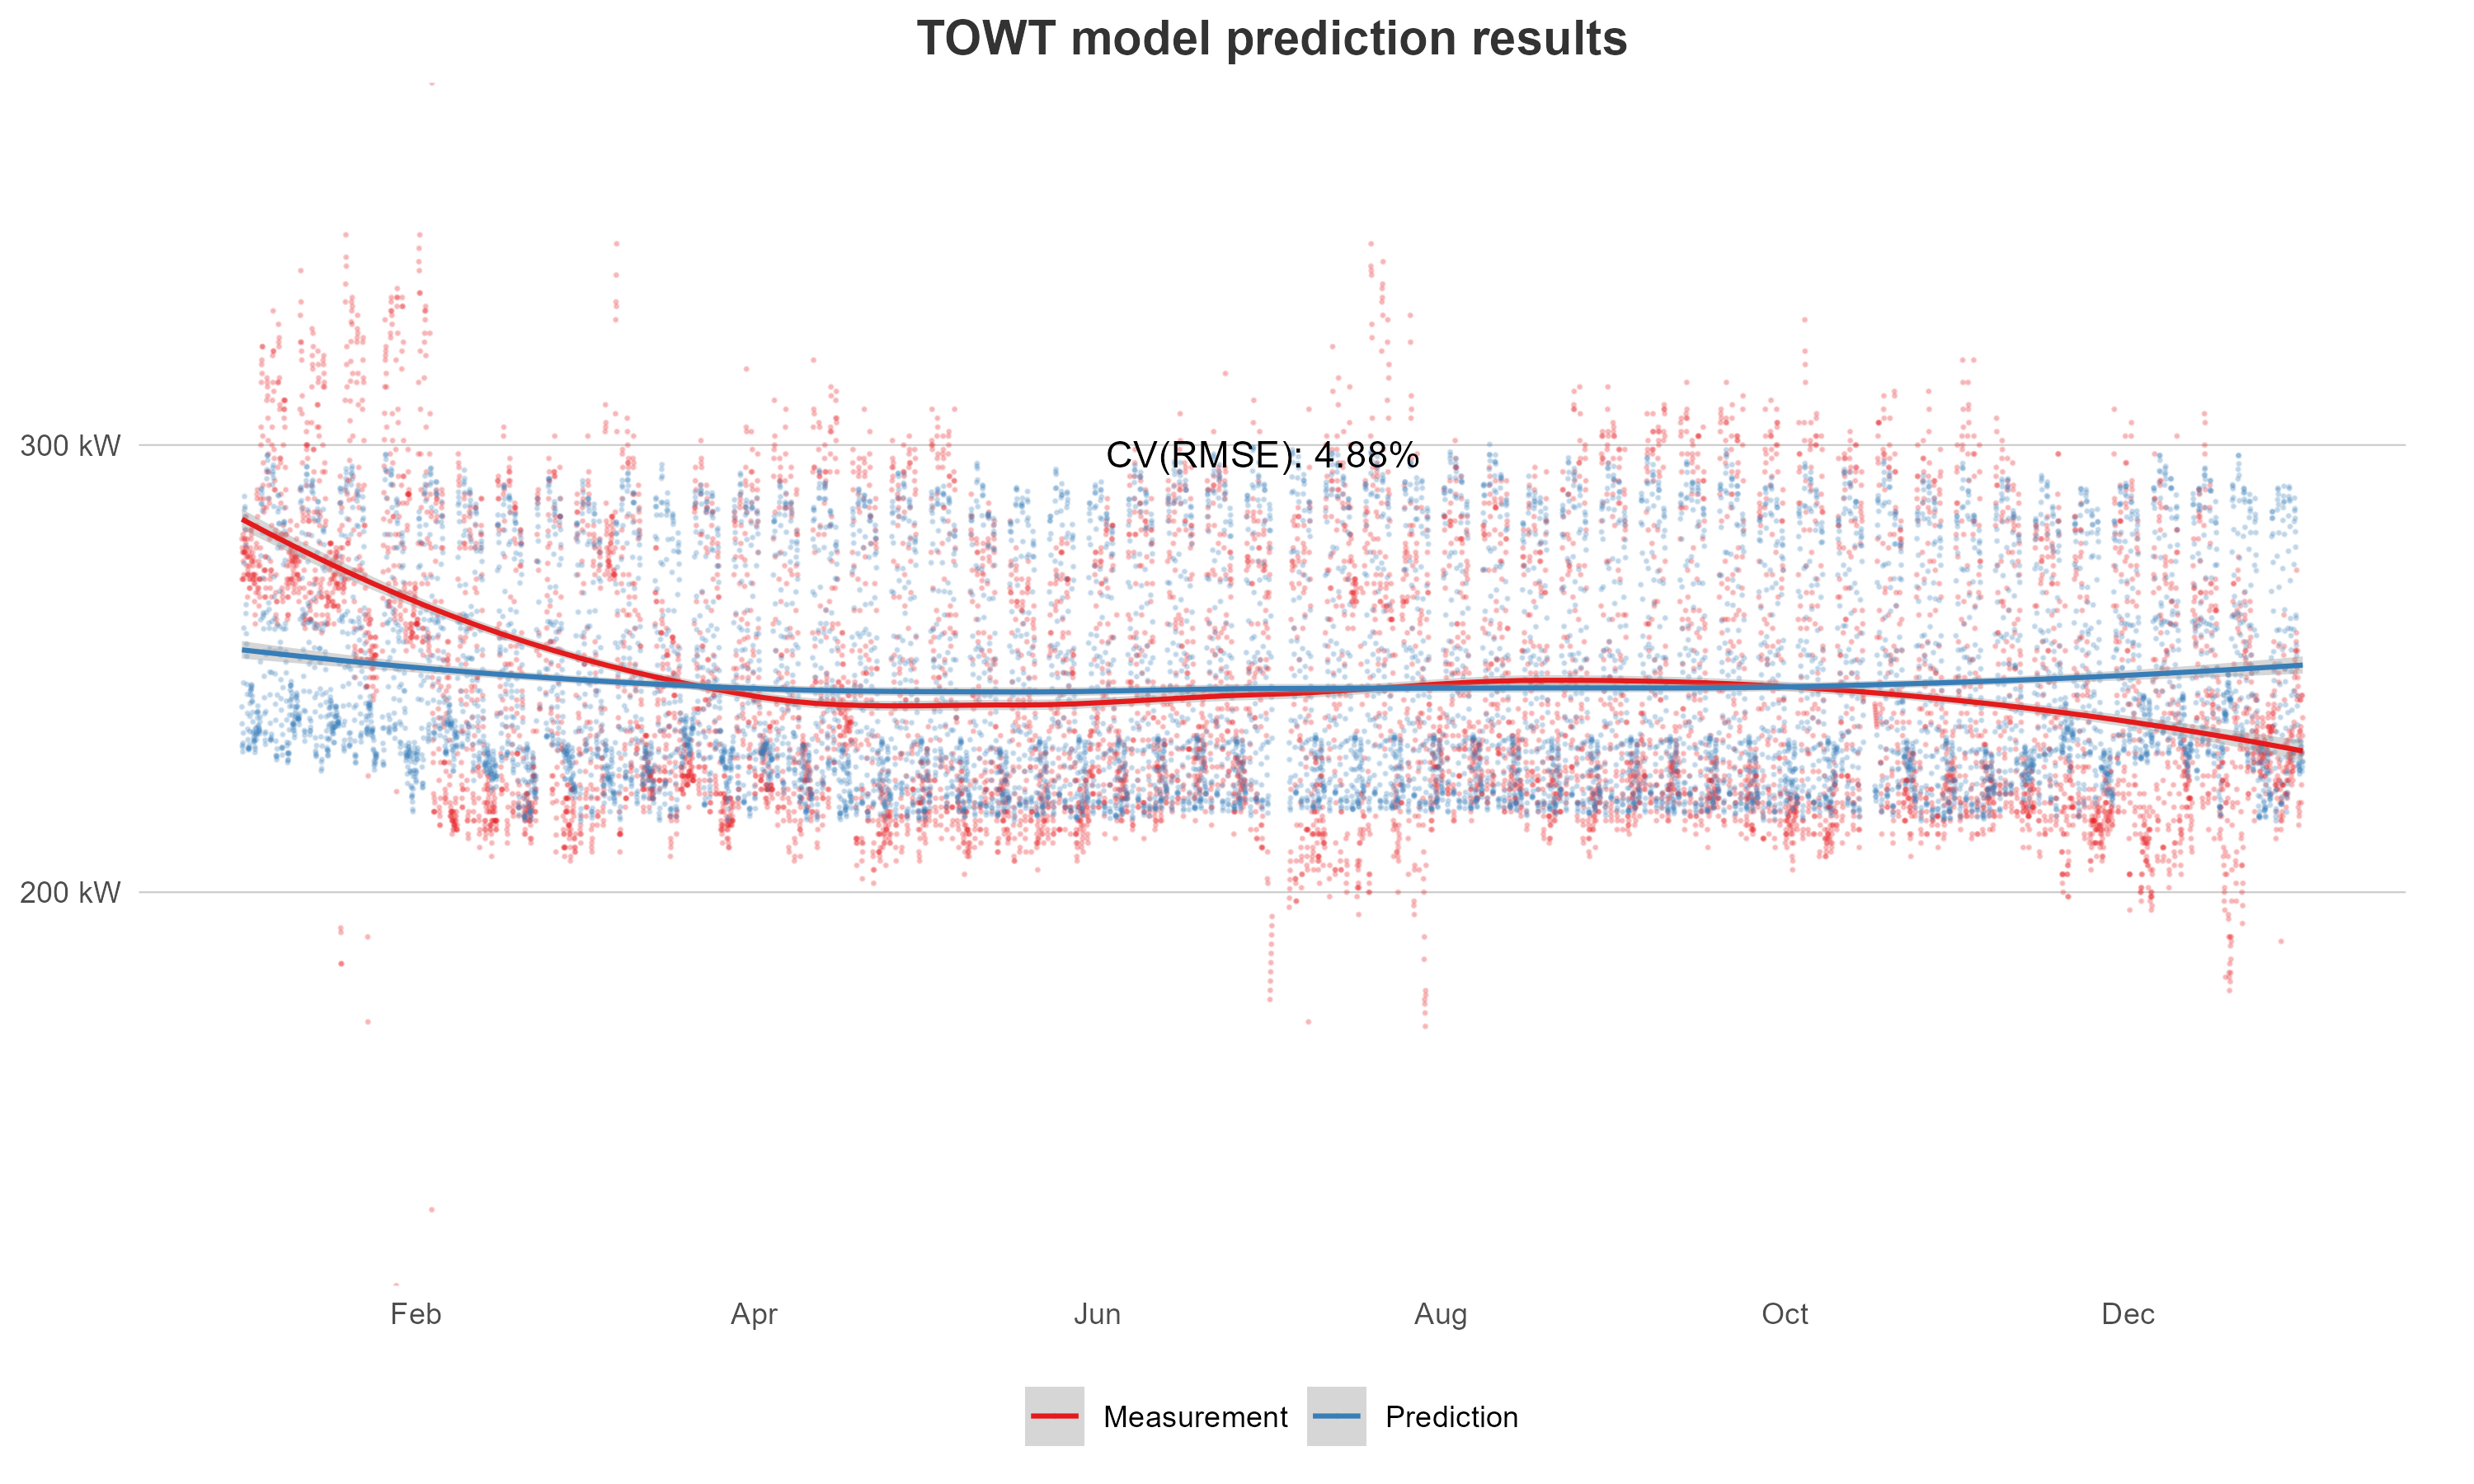 TOWT model prediction results
300 kW
CV(RMSE): 4.88%
200 kW
Feb Apr Jun Aug Oct Dec
Measurement Prediction